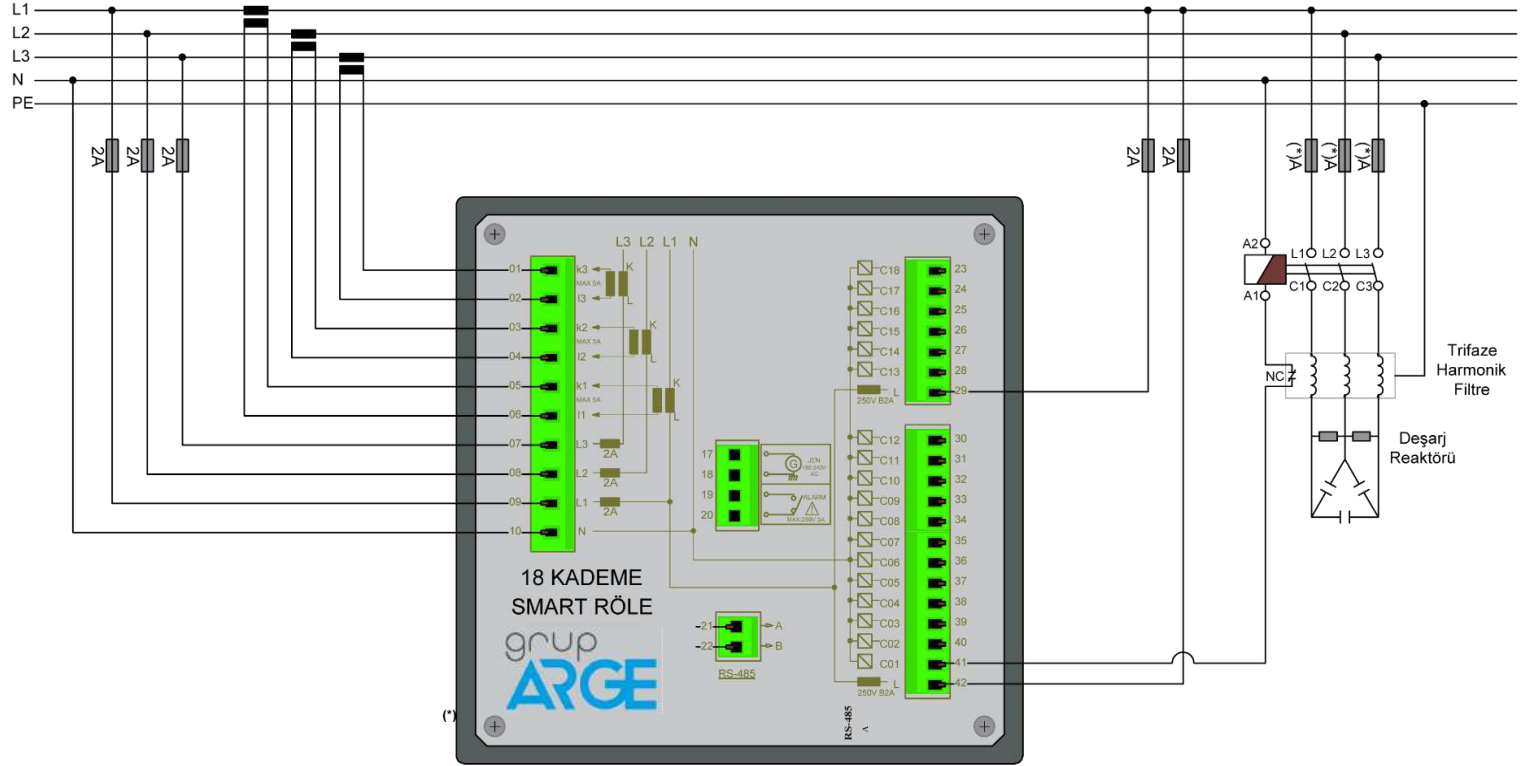 L1
L2
L3
N
PE
2A
2A
2A
2A
2A
(*)A
(*)A
(*)A
A2
A1
L1
L2
L3
C1
C2
C3
NC
Trifaze
Harmonik
Filtre
Deşarj
Reaktörü
L3 L2 L1 N
01 k3
K
MAX 5A
02 l3
L
03 k2
K
MAX 5A
04 l2
L
05 k1
K
MAX 5A
06 l1
L
07 L3
2A
08 L2
2A
09 L1
2A
10 N
17
18
19
20
G
JEN
AC
ALARM
MAX.250V 2A
C18 23
C17 24
C16 25
C15 26
C14 27
C13 28
L 29
250V B2A
C12 30
C11 31
C10 32
C09 33
C08 34
C07 35
C06 36
C05 37
C04 38
C03 39
C02 40
C01 41
L 42
250V B2A
18 KADEME
SMART RÖLE
grup
ARGE
-21 A
-22 B
RS-485
RS-485
A
(*)